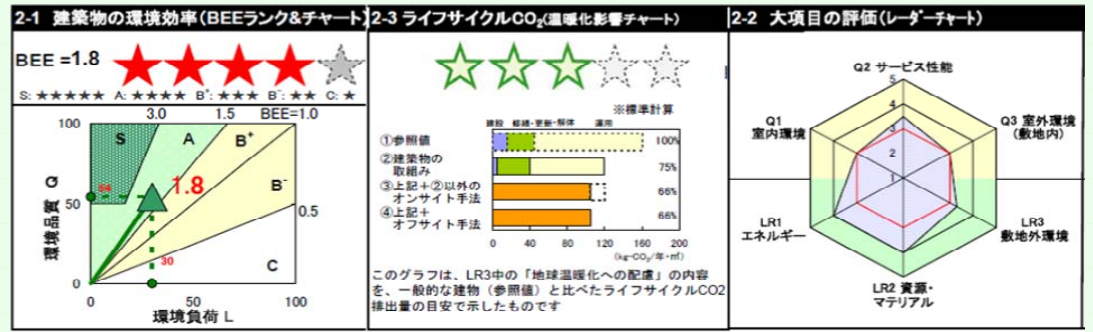 2-1 建築物の環境効率(BEEランク&チャート)
BEE =1.8
S: ★★★★★ A: ★★★★ B+: ★★★ B-: ★★ C: ★
3.0 1.5 BEE=1.0
100
S A B+
54
1.8
B-
50
0.5
30
C
0
0 50 100
環境品質 Q
環境負荷 L
2-3 ライフサイクルCO2(温暖化影響チャート)
※標準計算
建設 修繕・更新・解体 運用
①参照値 100%
②建築物の取組み 75%
③上記+②以外の
オンサイト手法 66%
④上記+
オフサイト手法 66%
0 40 80 120 160 200
(kg-CO2/年・㎡)
このグラフは、LR3中の「地球温暖化への配慮」の内容
を、一般的な建物(参照値)と比べたライフサイクルCO2
排出量の目安で示したものです
2-2 大項目の評価(レーダーチャート)
Q2 サービス性能
5
4
3
2
1
Q1
室内環境
Q3 室外環境
(敷地内)
LR1
エネルギー
LR3
敷地外環境
LR2 資源・
マテリアル